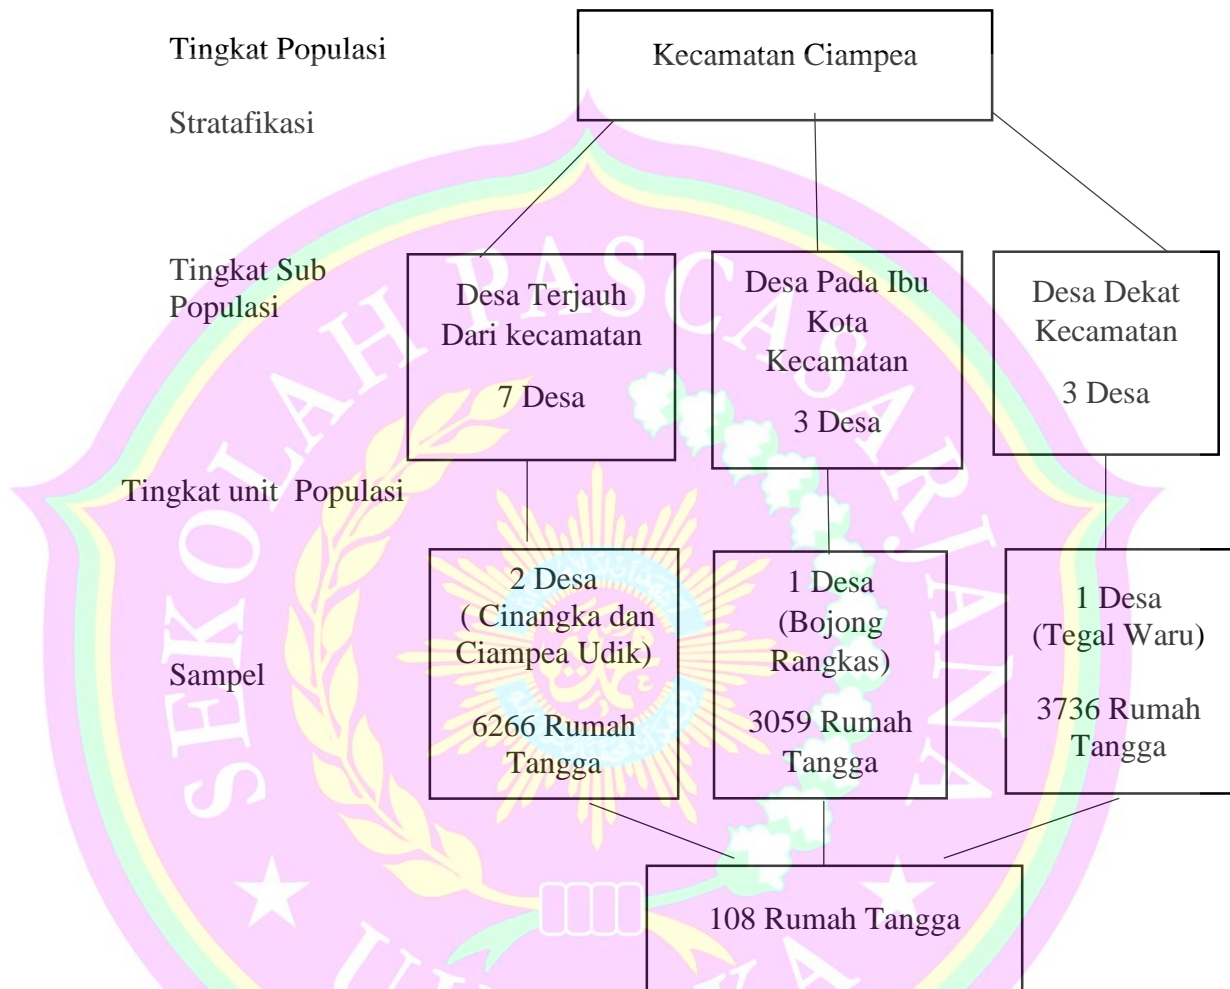 Tingkat Populasi
Kecamatan Ciampea
Stratafikasi
Tingkat Sub
Populasi
Desa Terjauh
Dari kecamatan
7 Desa
Desa Pada Ibu
Kota
Kecamatan
3 Desa
Desa Dekat
Kecamatan
3 Desa
Tingkat unit  Populasi
2 Desa
( Cinangka dan
Ciampea Udik)
6266 Rumah
Tangga
1 Desa
(Bojong
Rangkas)
3059 Rumah
Tangga
1 Desa
(Tegal Waru)
3736 Rumah
Tangga
Sampel
108 Rumah Tangga
SEKOLAH PASCASARJANA